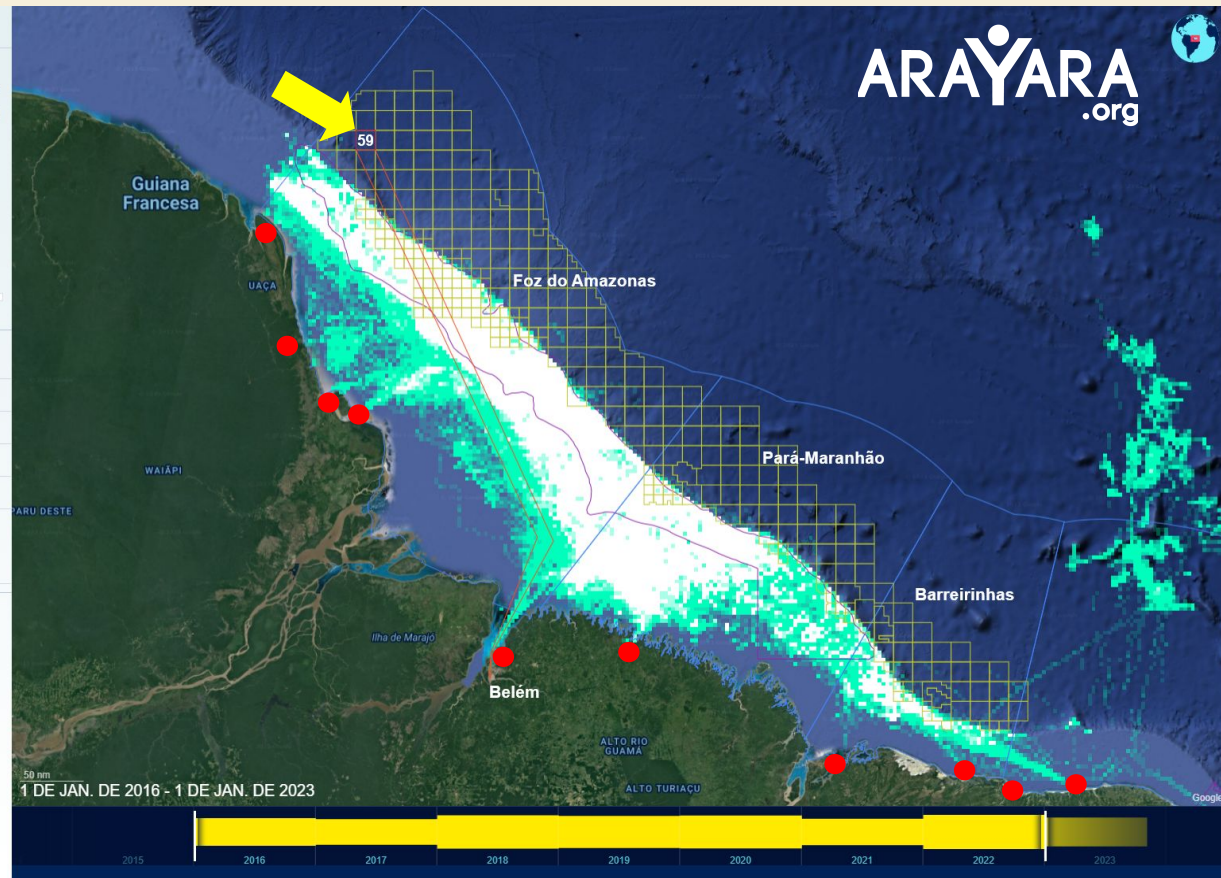 ARAYARA
.org
59
Guiana
Francesa
UAÇA
Foz do Amazonas
WAIÃPI
Pará-Maranhão
PARU DESTE
Barreirinhas
Ilha de Marajó
Belém
ALTO RIO
GUAMÁ
50 nm
ALTO TURIAÇU
1 DE JAN. DE 2016 - 1 DE JAN. DE 2023
Google
2015
2016
2017
2018
2019
2020
2021
2022
2023